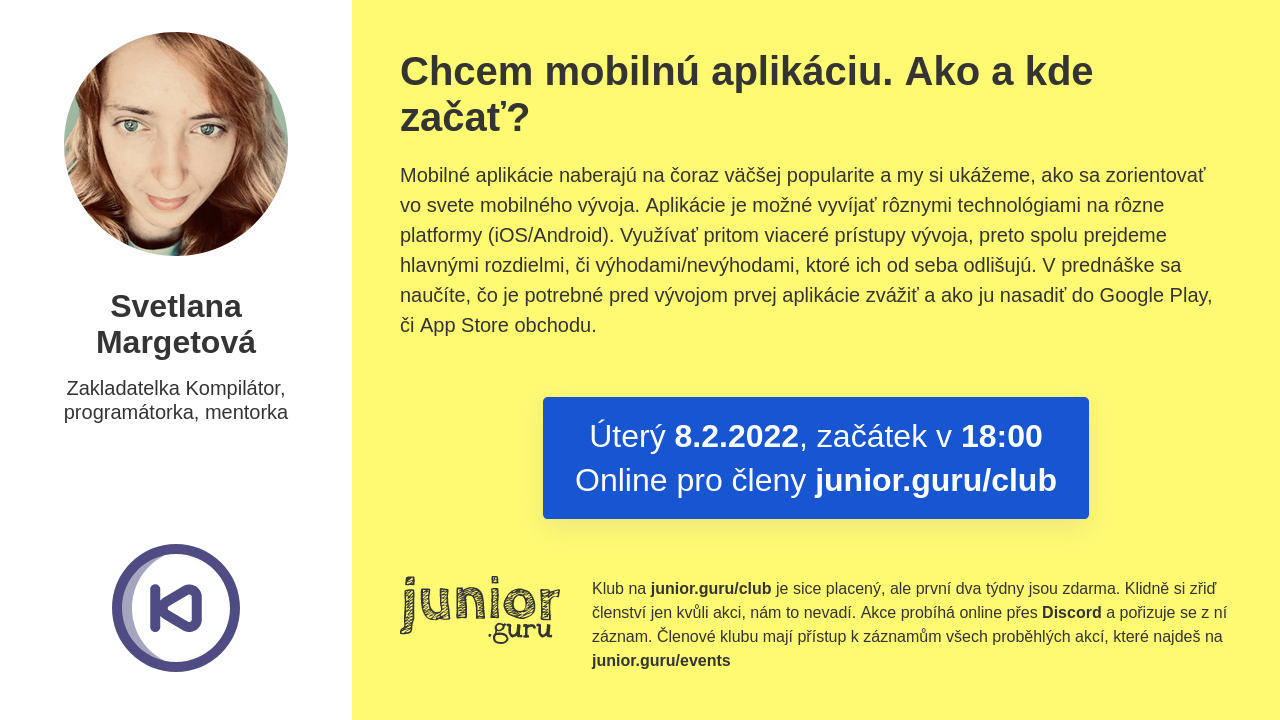 Svetlana
Margetová
Zakladatelka Kompilátor,
programátorka, mentorka
Chcem mobilnú aplikáciu. Ako a kde
začať?
Mobilné aplikácie naberajú na čoraz väčšej popularite a my si ukážeme, ako sa zorientovať
vo svete mobilného vývoja. Aplikácie je možné vyvíjať rôznymi technológiami na rôzne
platformy (iOS/Android). Využívať pritom viaceré prístupy vývoja, preto spolu prejdeme
hlavnými rozdielmi, či výhodami/nevýhodami, ktoré ich od seba odlišujú. V prednáške sa
naučíte, čo je potrebné pred vývojom prvej aplikácie zvážiť a ako ju nasadiť do Google Play,
či App Store obchodu.
Úterý 8.2.2022, začátek v 18:00
Online pro členy junior.guru/club
junior
.guru
Klub na junior.guru/club je sice placený, ale první dva týdny jsou zdarma. Klidně si zřiď
členství jen kvůli akci, nám to nevadí. Akce probíhá online přes Discord a pořizuje se z ní
záznam. Členové klubu mají přístup k záznamům všech proběhlých akcí, které najdeš na
junior.guru/events